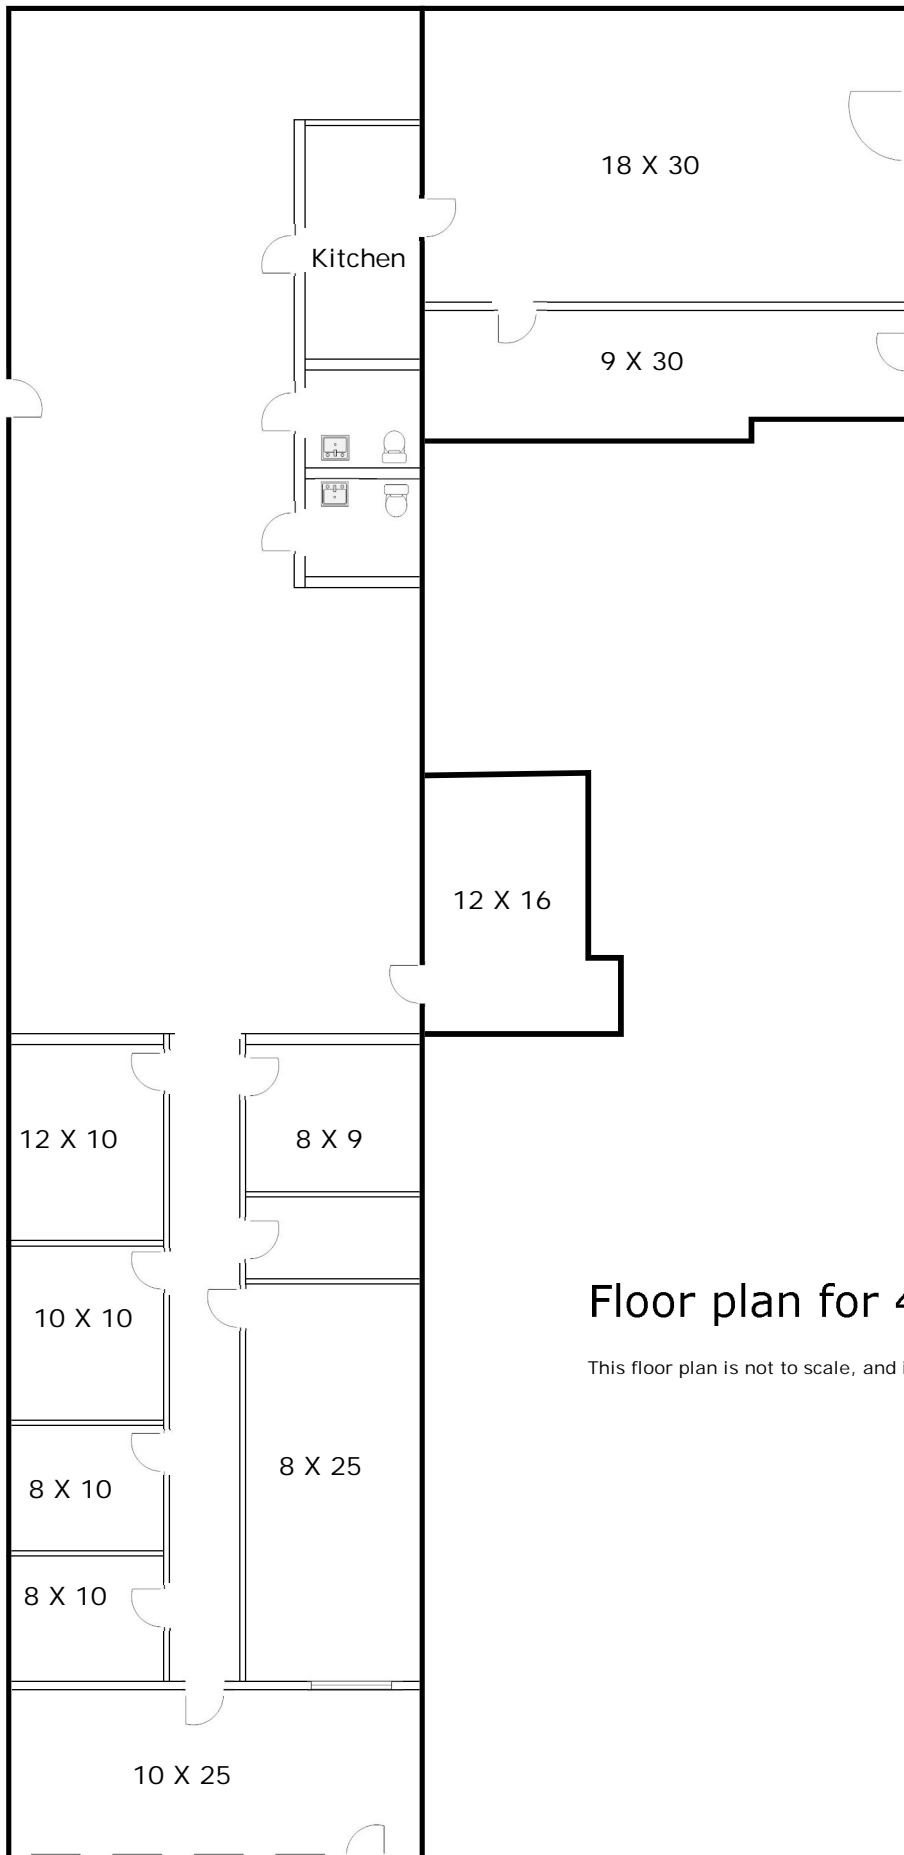 18 X 30
Kitchen
9 X 30
12 X 16
12 X 10
8 X 9
10 X 10
Floor plan for
This floor plan is not to scale, and
8 X 25
8 X 10
8 X 10
10 X 25